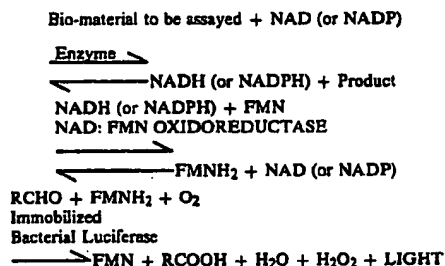 Bio-material to be assayed + NAD (or NADP)
Enzyme
NADH (or NADPH) + Product
NADH (or NADPH) + FMN
NAD: FMN OXIDOREDUCTASE
FMNH₂ + NAD (or NADP)
RCHO + FMNH₂ + O₂
Immobilized
Bacterial Luciferase
FMN + RCOOH + H₂O + H₂O₂ + LIGHT